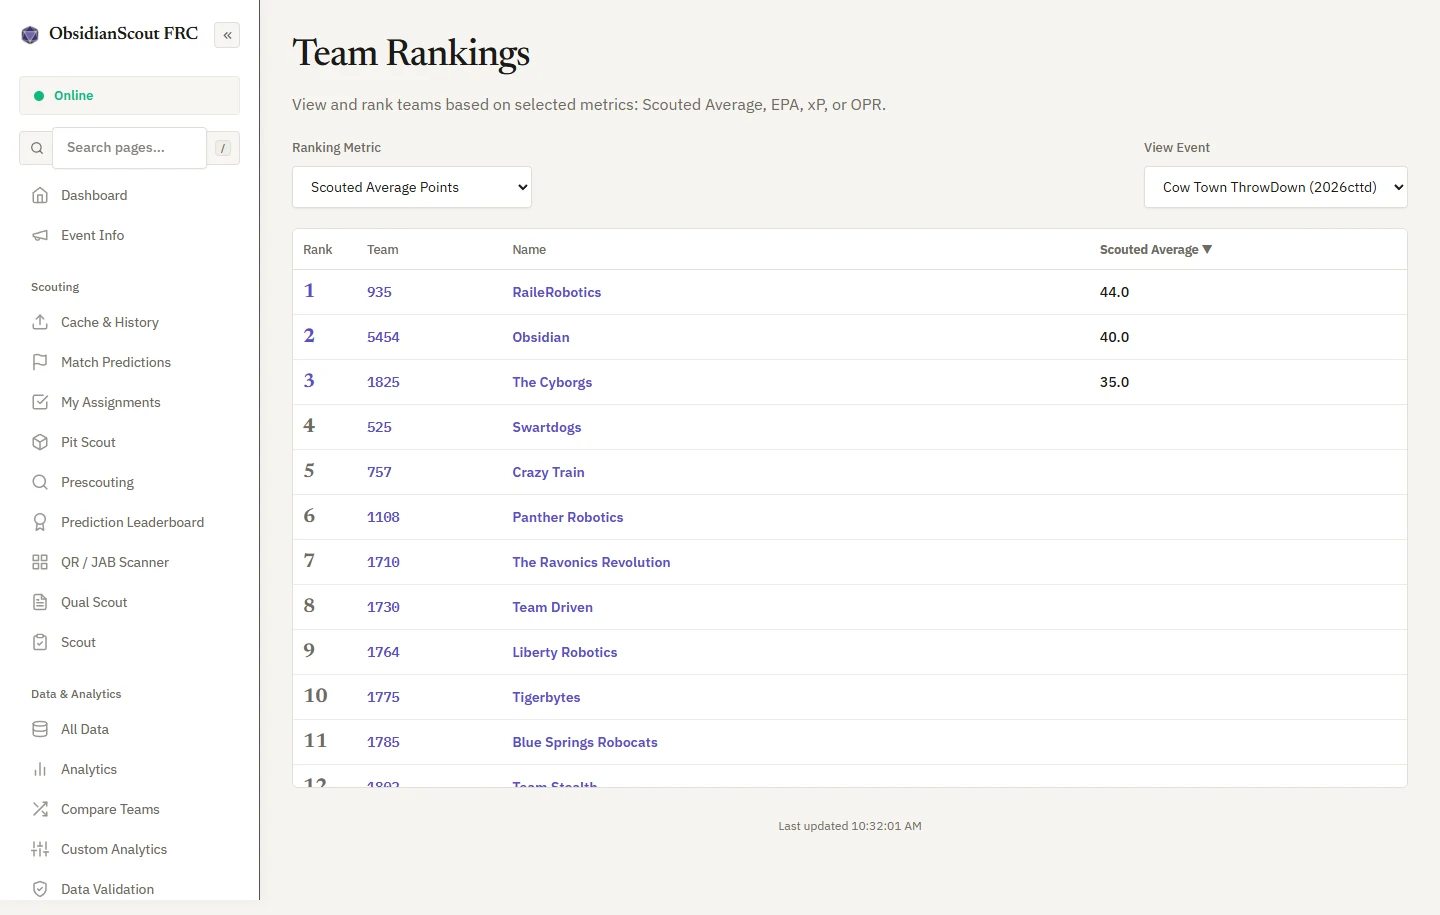 ObsidianScout FRC
«
Online
Search pages...
/
Dashboard
Event Info
Scouting
Cache & History
Match Predictions
My Assignments
Pit Scout
Prescouting
Prediction Leaderboard
QR / JAB Scanner
Qual Scout
Scout
Data & Analytics
All Data
Analytics
Compare Teams
Custom Analytics
Data Validation
Team Rankings
View and rank teams based on selected metrics: Scouted Average, EPA, xP, or OPR.
Ranking Metric
View Event
Scouted Average Points
Cow Town ThrowDown (2026cttd)
Rank Team Name Scouted Average ▼
1 935 RaileRobotics 44.0
2 5454 Obsidian 40.0
3 1825 The Cyborgs 35.0
4 525 Swartdogs
5 757 Crazy Train
6 1108 Panther Robotics
7 1710 The Ravonics Revolution
8 1730 Team Driven
9 1764 Liberty Robotics
10 1775 Tigerbytes
11 1785 Blue Springs Robocats
12 Team Stealth
Last updated 10:32:01 AM